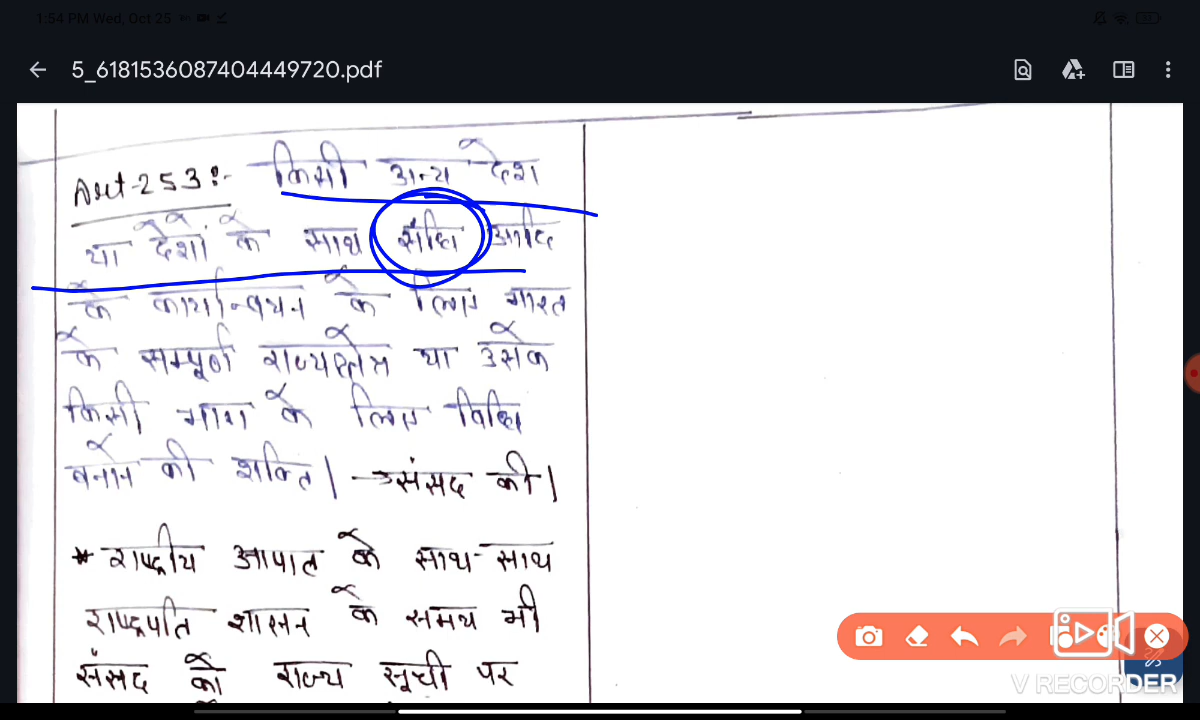 1:54 PM Wed, Oct 25
5_6181536087404449720.pdf
Art-253:- किसी अन्य देश
या देशों के साथ संधि आदि
के कार्यान्वयन के लिए भारत
के सम्पूर्ण राज्यक्षेत्र या उसके
किसी भाग के लिए विधि
बनाने की शक्ति। → संसद की।
* राष्ट्रीय आपात के साथ-साथ
राष्ट्रपति शासन के समय भी
संसद को राज्य सूची पर
V RECORDER